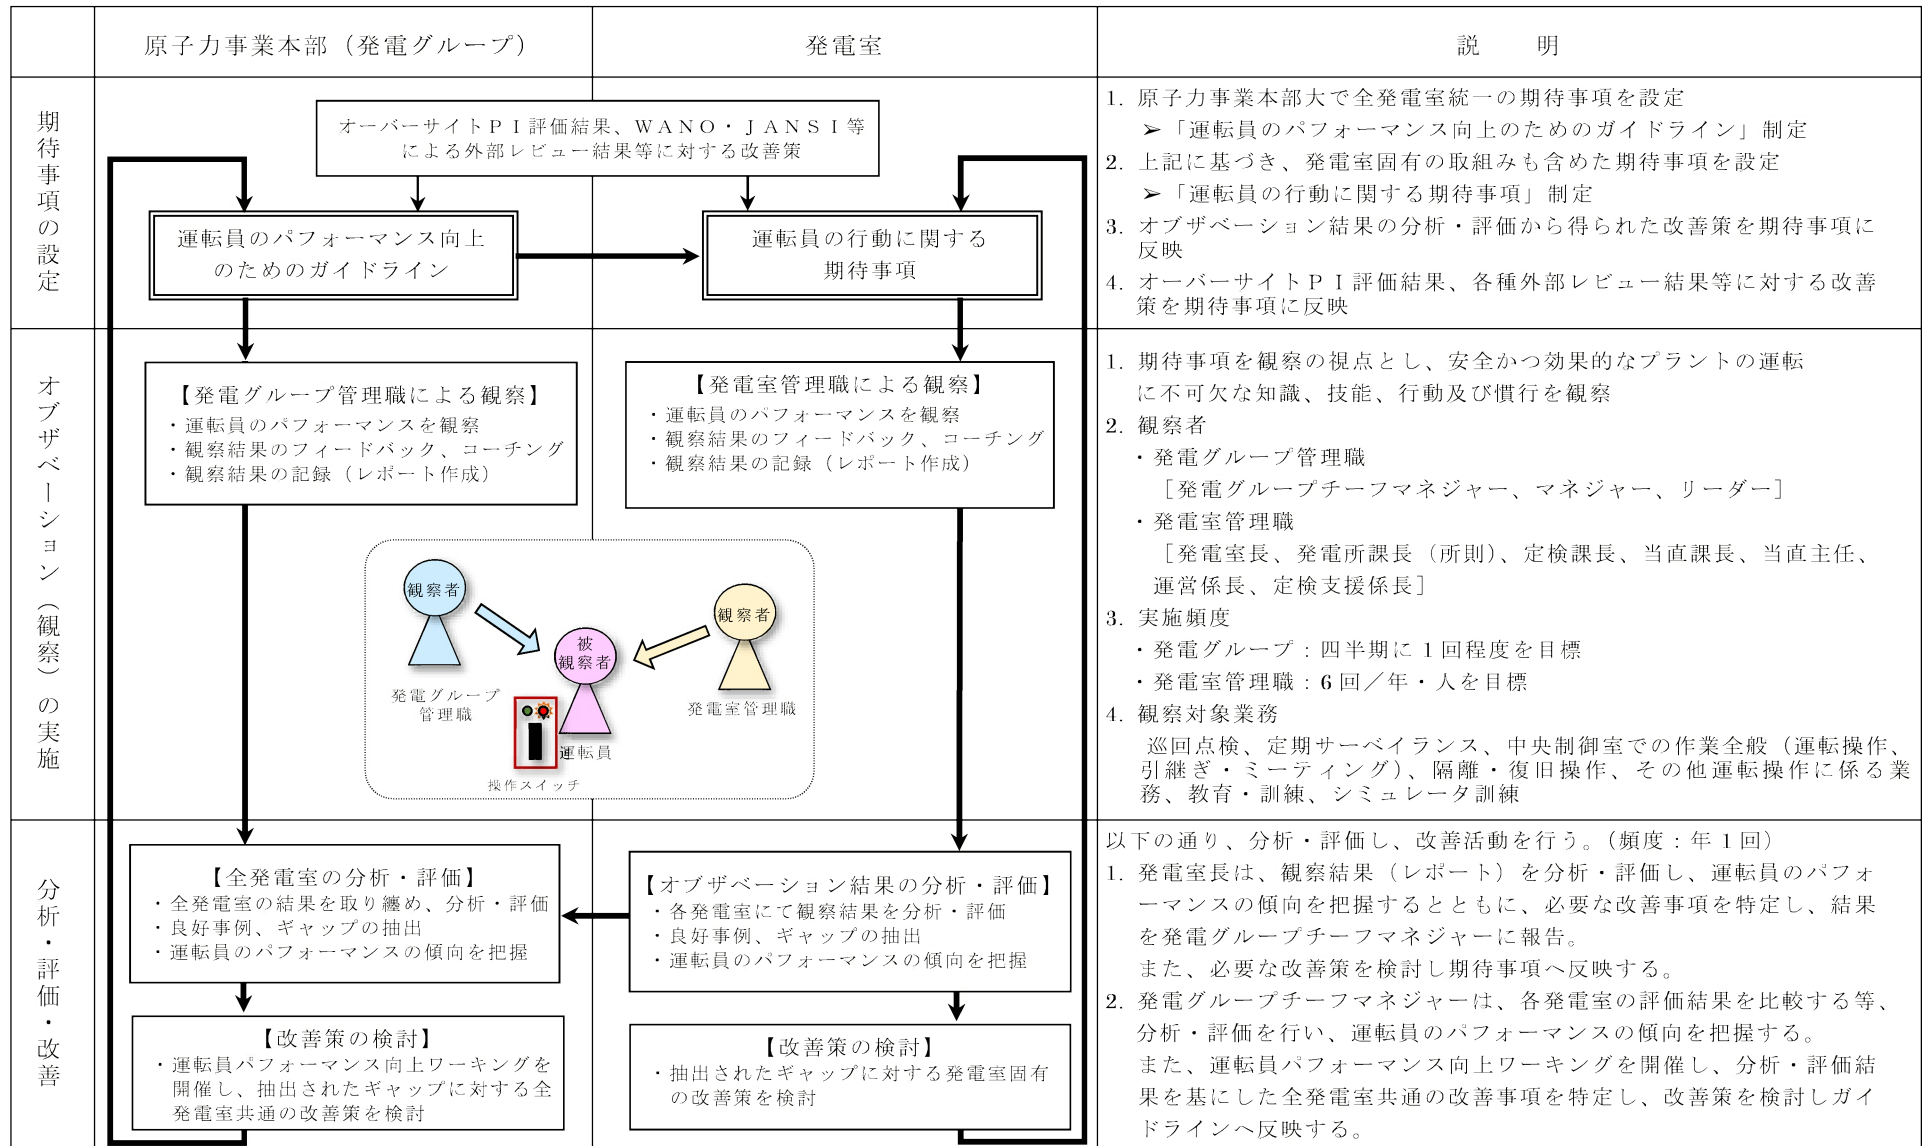 原子力事業本部（発電グループ）
発電室
説　　明
期待事項の設定
オーバーサイトＰＩ評価結果、ＷＡＮＯ・ＪＡＮＳＩ等
による外部レビュー結果等に対する改善策
運転員のパフォーマンス向上
のためのガイドライン
運転員の行動に関する
期待事項
1. 原子力事業本部大で全発電室統一の期待事項を設定
➢「運転員のパフォーマンス向上のためのガイドライン」制定
2. 上記に基づき、発電室固有の取組みも含めた期待事項を設定
➢「運転員の行動に関する期待事項」制定
3. オブザベーション結果の分析・評価から得られた改善策を期待事項に
反映
4. オーバーサイトＰＩ評価結果、各種外部レビュー結果等に対する改善
策を期待事項に反映
オブザベーション（観察）の実施
【発電グループ管理職による観察】
・運転員のパフォーマンスを観察
・観察結果のフィードバック、コーチング
・観察結果の記録（レポート作成）
【発電室管理職による観察】
・運転員のパフォーマンスを観察
・観察結果のフィードバック、コーチング
・観察結果の記録（レポート作成）
観察者
観察者
被
観察者
発電グループ
管理職
発電室管理職
運転員
操作スイッチ
1. 期待事項を観察の視点とし、安全かつ効果的なプラントの運転
に不可欠な知識、技能、行動及び慣行を観察
2. 観察者
・発電グループ管理職
［発電グループチーフマネジャー、マネジャー、リーダー］
・発電室管理職
［発電室長、発電所課長（所則）、定検課長、当直課長、当直主任、
運営係長、定検支援係長］
3. 実施頻度
・発電グループ：四半期に１回程度を目標
・発電室管理職：6 回／年・人を目標
4. 観察対象業務
巡回点検、定期サーベイランス、中央制御室での作業全般（運転操作、
引継ぎ・ミーティング）、隔離・復旧操作、その他運転操作に係る業
務、教育・訓練、シミュレータ訓練
分析・評価・改善
【全発電室の分析・評価】
・全発電室の結果を取り纏め、分析・評価
・良好事例、ギャップの抽出
・運転員のパフォーマンスの傾向を把握
【オブザベーション結果の分析・評価】
・各発電室にて観察結果を分析・評価
・良好事例、ギャップの抽出
・運転員のパフォーマンスの傾向を把握
【改善策の検討】
・運転員パフォーマンス向上ワーキングを
開催し、抽出されたギャップに対する全
発電室共通の改善策を検討
【改善策の検討】
・抽出されたギャップに対する発電室固有
の改善策を検討
以下の通り、分析・評価し、改善活動を行う。（頻度：年１回）
1. 発電室長は、観察結果（レポート）を分析・評価し、運転員のパフォ
ーマンスの傾向を把握するとともに、必要な改善事項を特定し、結果
を発電グループチーフマネジャーに報告。
また、必要な改善策を検討し期待事項へ反映する。
2. 発電グループチーフマネジャーは、各発電室の評価結果を比較する等、
分析・評価を行い、運転員のパフォーマンスの傾向を把握する。
また、運転員パフォーマンス向上ワーキングを開催し、分析・評価結
果を基にした全発電室共通の改善事項を特定し、改善策を検討しガイ
ドラインへ反映する。